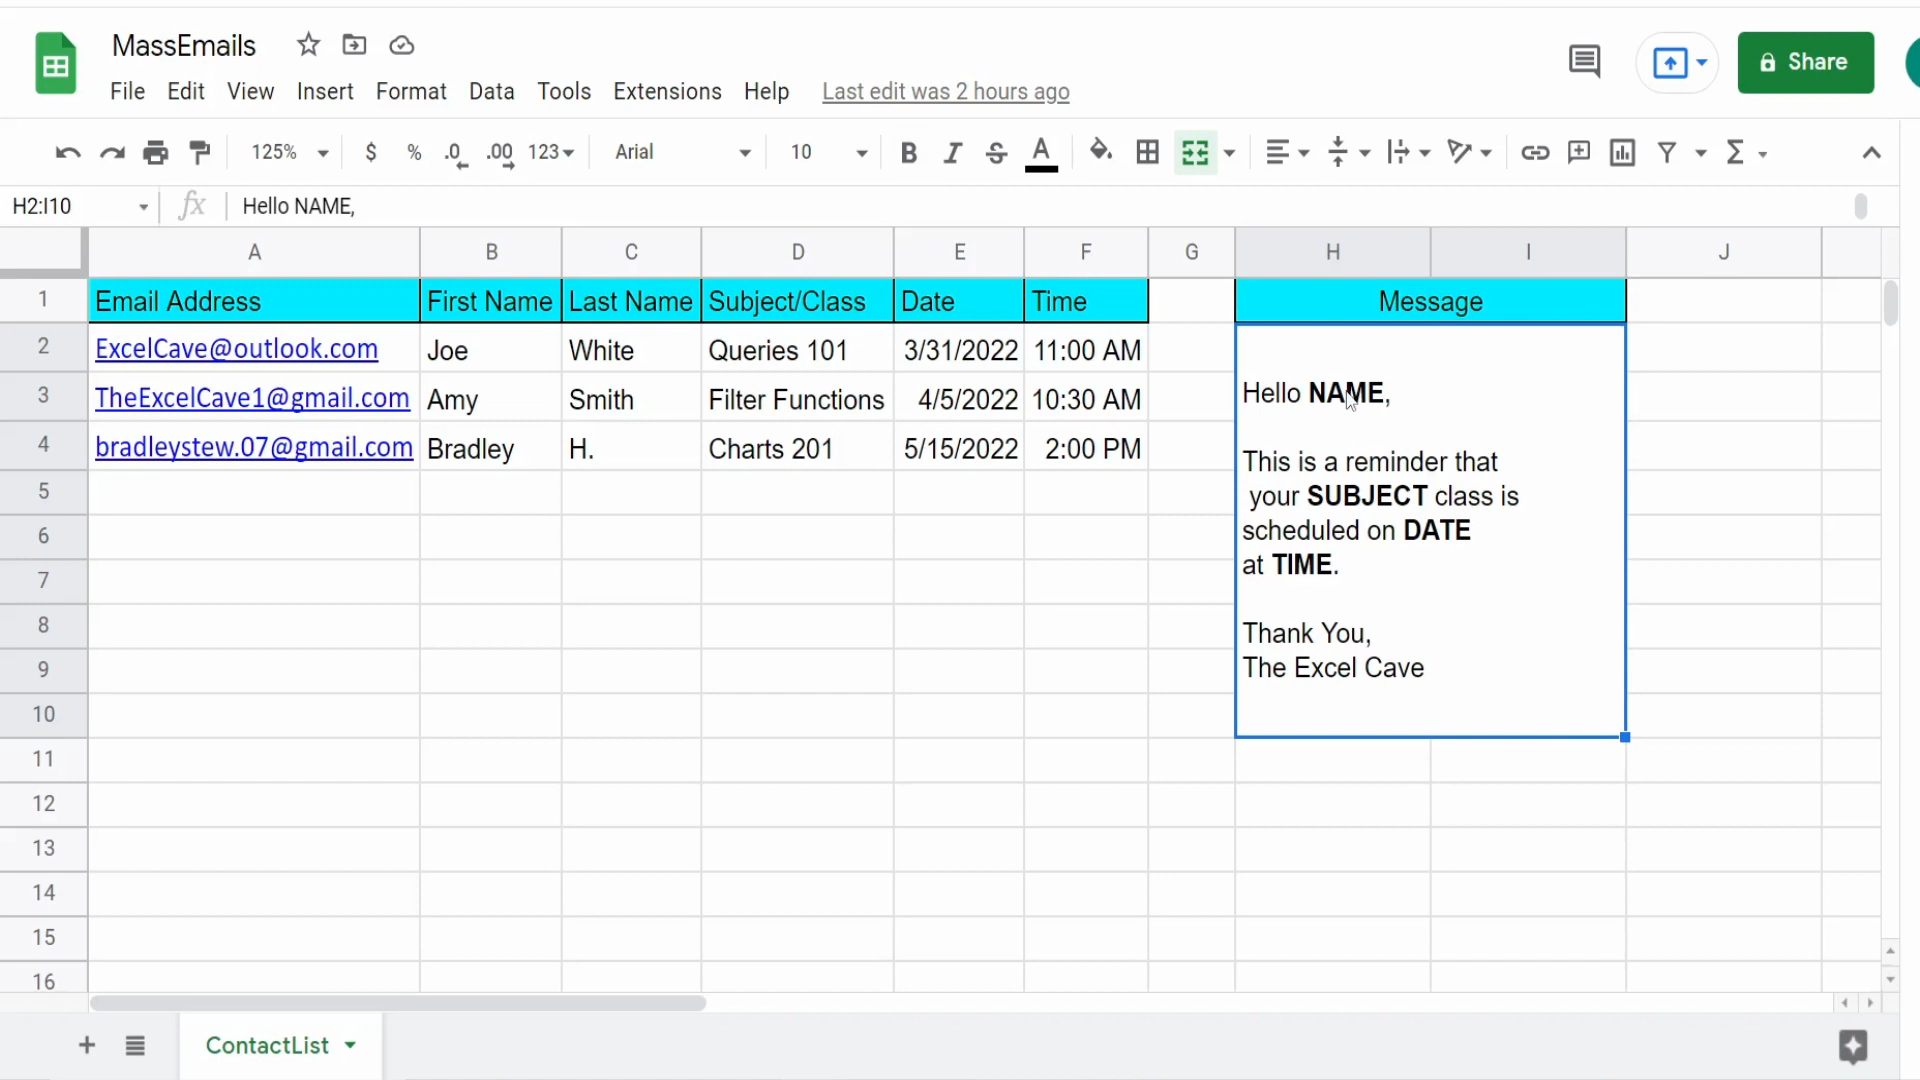 MassEmails
File Edit View Insert Format Data Tools Extensions Help Last edit was 2 hours ago
Share
125% $ % .0 .00 123 Arial 10 B I S A
H2:I10 fx Hello NAME,
A B C D E F G H I J
1 Email Address First Name Last Name Subject/Class Date Time Message
2 ExcelCave@outlook.com Joe White Queries 101 3/31/2022 11:00 AM
3 TheExcelCave1@gmail.com Amy Smith Filter Functions 4/5/2022 10:30 AM
4 bradleystew.07@gmail.com Bradley H. Charts 201 5/15/2022 2:00 PM
5
6
7
8
9
10
11
12
13
14
15
16
Hello NAME,
This is a reminder that
your SUBJECT class is
scheduled on DATE
at TIME.
Thank You,
The Excel Cave
ContactList